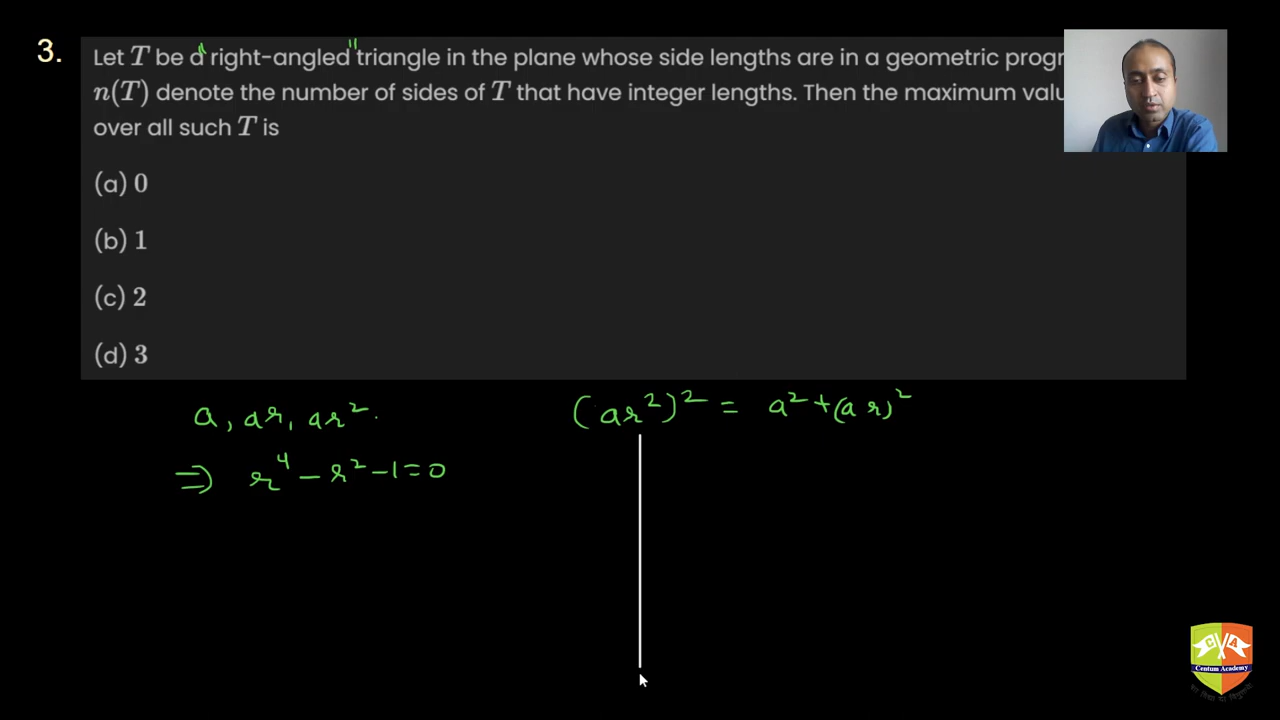 3.
Let T be a "right-angled" triangle in the plane whose side lengths are in a geometric progr
n(T) denote the number of sides of T that have integer lengths. Then the maximum valu
over all such T is
(a) 0
(b) 1
(c) 2
(d) 3
a, ar, ar². (ar²)² = a² + (ar)²
⇒ r⁴ - r² - 1 = 0
C A
Centum Academy